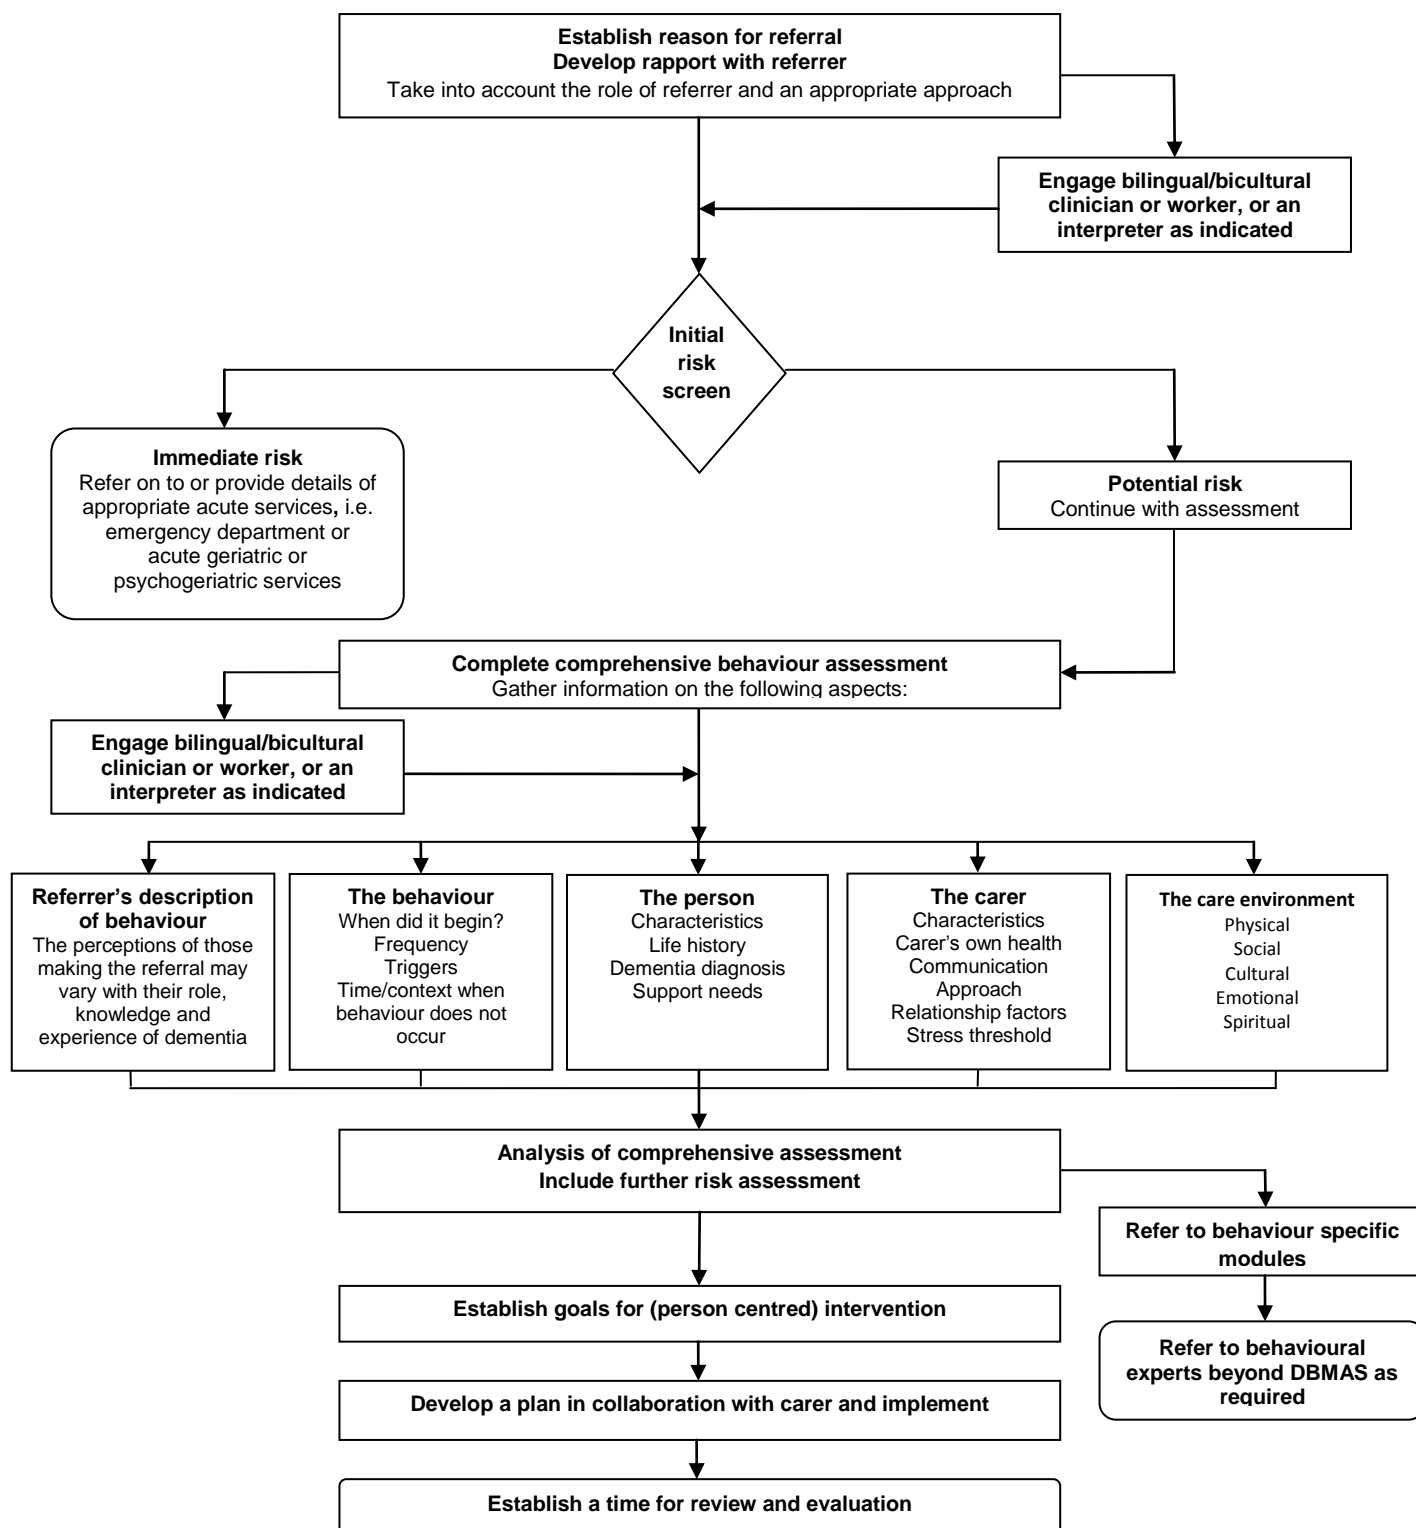 Establish reason for referral
Develop rapport with referrer
Take into account the role of referrer and an appropriate approach
Engage bilingual/bicultural
clinician or worker, or an
interpreter as indicated
Initial
risk
screen
Immediate risk
Refer on to or provide details of
appropriate acute services, i.e.
emergency department or
acute geriatric or
psychogeriatric services
Potential risk
Continue with assessment
Complete comprehensive behaviour assessment
Gather information on the following aspects:
Engage bilingual/bicultural
clinician or worker, or an
interpreter as indicated
Referrer’s description
of behaviour
The perceptions of those
making the referral may
vary with their role,
knowledge and
experience of dementia
The behaviour
When did it begin?
Frequency
Triggers
Time/context when
behaviour does not
occur
The person
Characteristics
Life history
Dementia diagnosis
Support needs
The carer
Characteristics
Carer’s own health
Communication
Approach
Relationship factors
Stress threshold
The care environment
Physical
Social
Cultural
Emotional
Spiritual
Analysis of comprehensive assessment
Include further risk assessment
Refer to behaviour specific
modules
Establish goals for (person centred) intervention
Refer to behavioural
experts beyond DBMAS as
required
Develop a plan in collaboration with carer and implement
Establish a time for review and evaluation